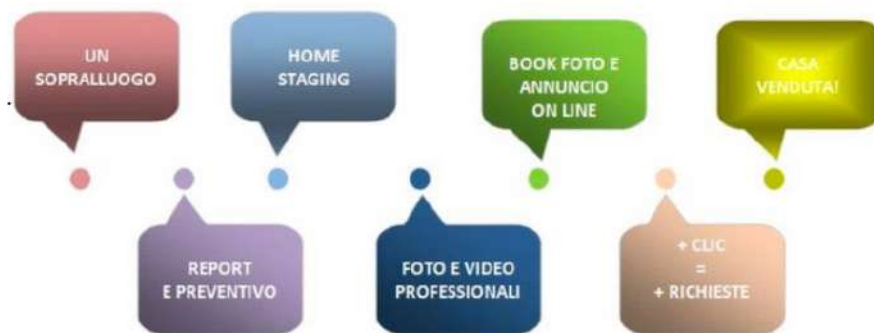 UN
SOPRALLUOGO
REPORT
E PREVENTIVO
HOME
STAGING
FOTO E VIDEO
PROFESSIONALI
BOOK FOTO E
ANNUNCIO
ON LINE
+ CLIC
=
+ RICHIESTE
CASA
VENDUTA!